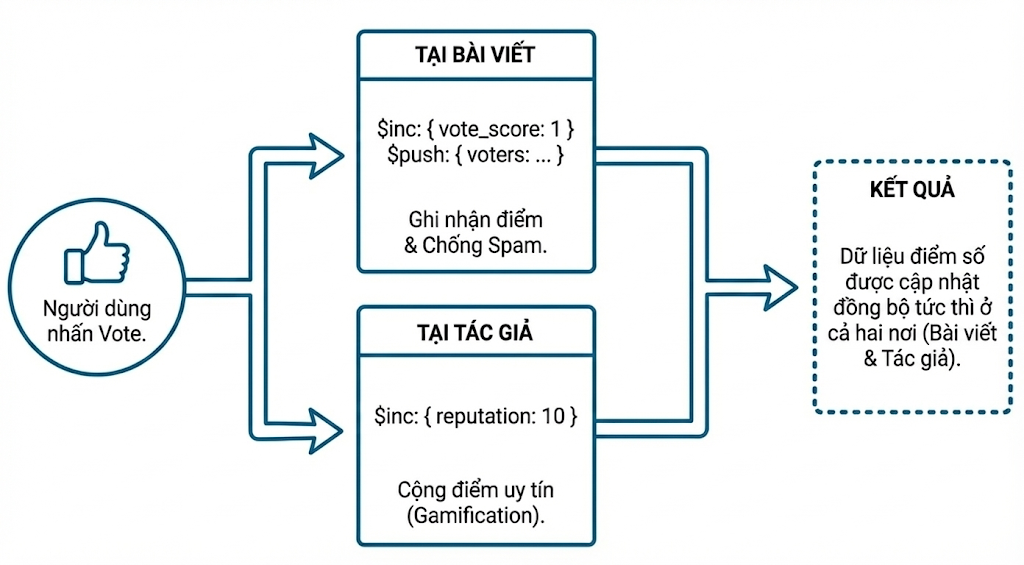 Người dùng
nhấn Vote.
TẠI BÀI VIẾT
$inc: { vote_score: 1 }
$push: { voters: ... }
Ghi nhận điểm
& Chống Spam.
TẠI TÁC GIẢ
$inc: { reputation: 10 }
Cộng điểm uy tín
(Gamification).
KẾT QUẢ
Dữ liệu điểm số
được cập nhật
đồng bộ tức thì ở
cả hai nơi (Bài viết
& Tác giả).